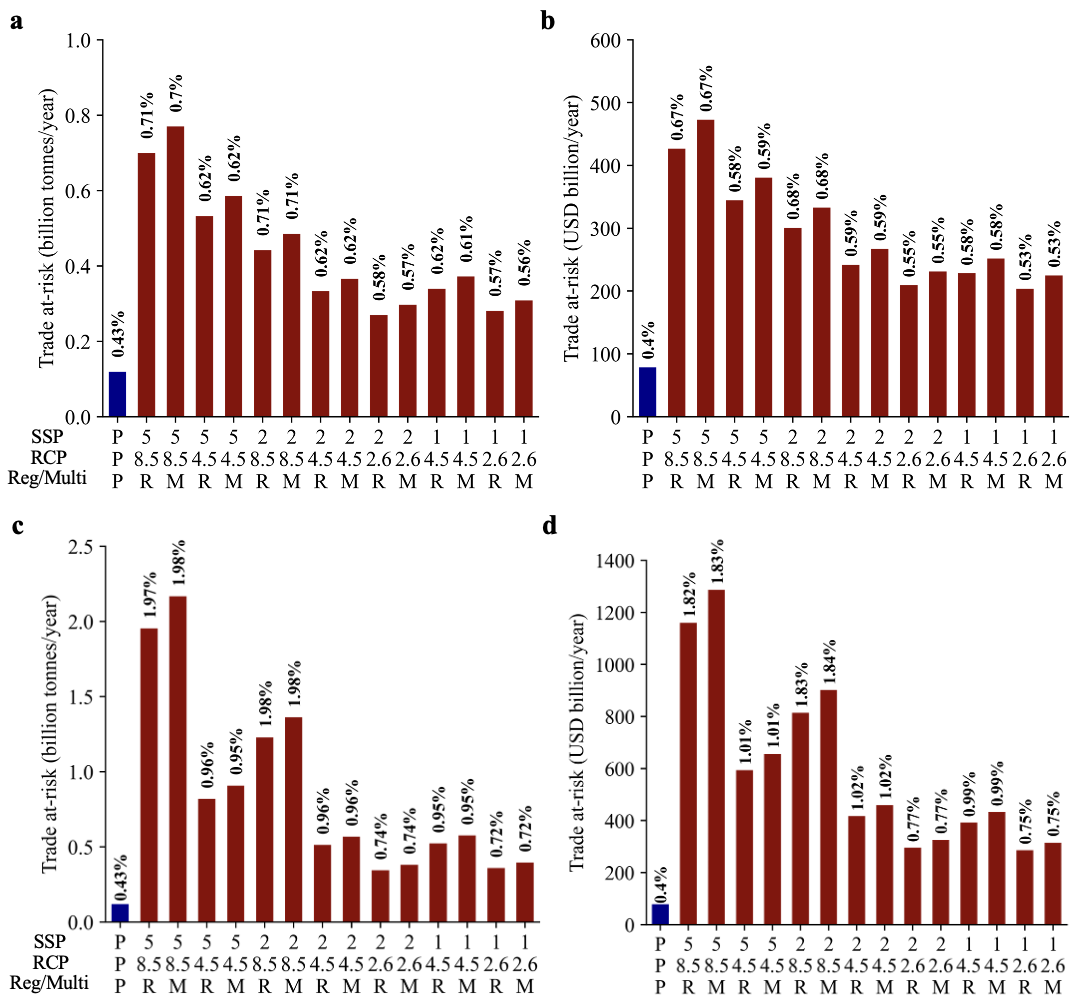 a
Trade at-risk (billion tonnes/year)
1.0
0.8
0.6
0.4
0.2
0.0
0.43% 0.71% 0.7% 0.62% 0.62% 0.71% 0.71% 0.62% 0.62% 0.58% 0.57% 0.62% 0.61% 0.57% 0.56%
SSP P 5 5 5 5 2 2 2 2 2 2 1 1 1 1
RCP P 8.5 8.5 4.5 4.5 8.5 8.5 4.5 4.5 2.6 2.6 4.5 4.5 2.6 2.6
Reg/Multi P R M R M R M R M R M R M R M
b
Trade at-risk (USD billion/year)
600
500
400
300
200
100
0
0.4% 0.67% 0.67% 0.58% 0.59% 0.68% 0.68% 0.59% 0.59% 0.55% 0.55% 0.58% 0.58% 0.53% 0.53%
P 5 5 5 5 2 2 2 2 2 2 1 1 1 1
P 8.5 8.5 4.5 4.5 8.5 8.5 4.5 4.5 2.6 2.6 4.5 4.5 2.6 2.6
P R M R M R M R M R M R M R M
c
Trade at-risk (billion tonnes/year)
2.5
2.0
1.5
1.0
0.5
0.0
0.43% 1.97% 1.98% 0.96% 0.95% 1.98% 1.98% 0.96% 0.96% 0.74% 0.74% 0.95% 0.95% 0.72% 0.72%
SSP P 5 5 5 5 2 2 2 2 2 2 1 1 1 1
RCP P 8.5 8.5 4.5 4.5 8.5 8.5 4.5 4.5 2.6 2.6 4.5 4.5 2.6 2.6
Reg/Multi P R M R M R M R M R M R M R M
d
Trade at-risk (USD billion/year)
1400
1200
1000
800
600
400
200
0
0.4% 1.82% 1.83% 1.01% 1.01% 1.83% 1.84% 1.02% 1.02% 0.77% 0.77% 0.99% 0.99% 0.75% 0.75%
P 5 5 5 5 2 2 2 2 2 2 1 1 1 1
P 8.5 8.5 4.5 4.5 8.5 8.5 4.5 4.5 2.6 2.6 4.5 4.5 2.6 2.6
P R M R M R M R M R M R M R M